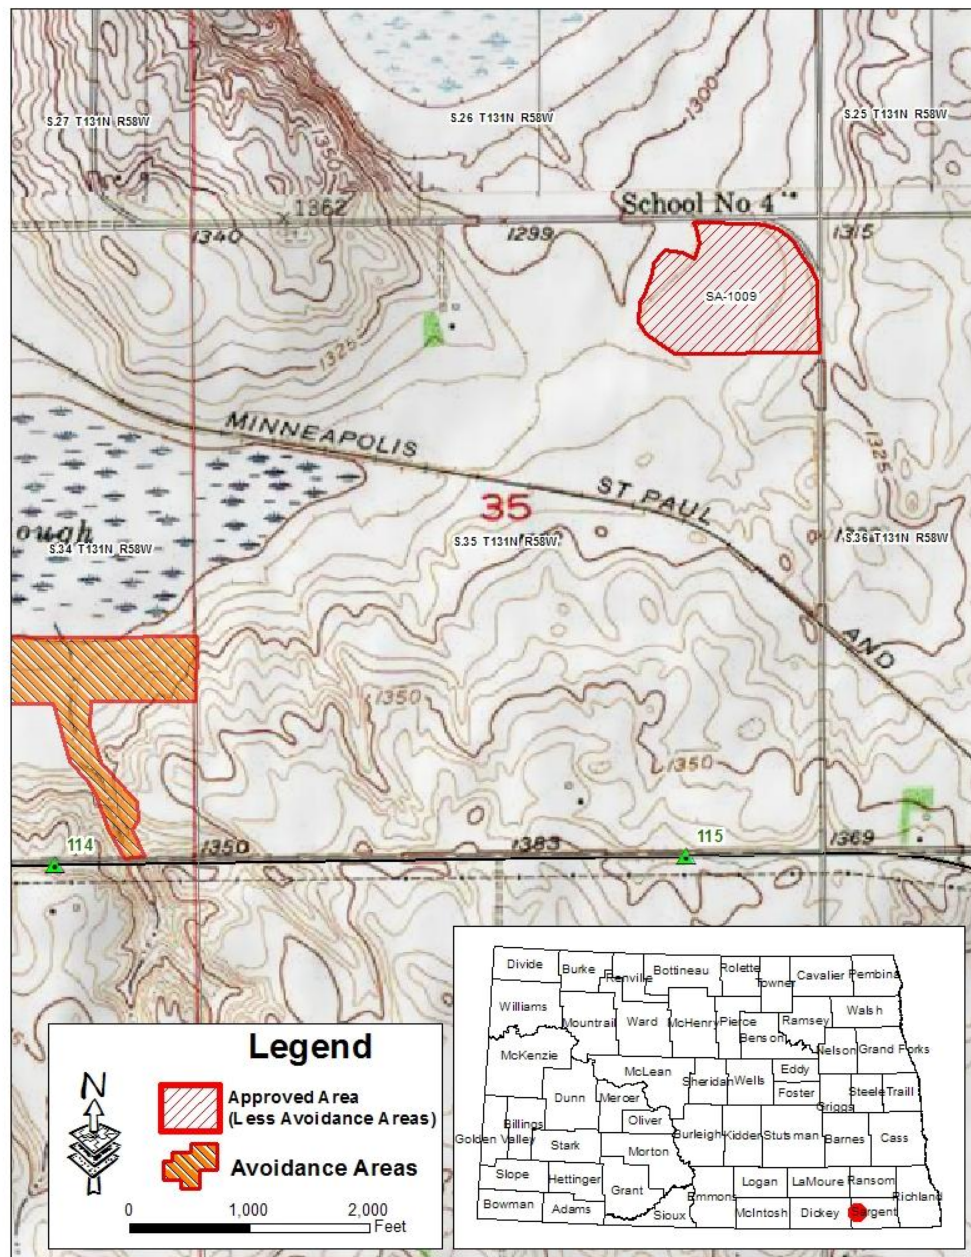 S.27 T131N R58W
S.26 T131N R58W
S.25 T131N R58W
1300
1350
1362
School No 4
1340
1299
1315
SA-1009
1325
MINNEAPOLIS
ST PAUL
AND
1325
35
ough
S.34 T131N R58W
S.35 T131N R58W
S.36 T131N R58W
1350
1350
114
1350
1383
115
1369
Legend
N
Approved Area
(Less Avoidance Areas)
Avoidance Areas
0 1,000 2,000
Feet
Divide
Burke
Renville
Bottineau
Rolette
Towner
Cavalier
Pembina
Williams
Mountrail
Ward
McHenry
Pierce
Benson
Ramsey
Walsh
Nelson
Grand Forks
McKenzie
McLean
Sheridan
Wells
Eddy
Foster
Griggs
Steele
Traill
Dunn
Mercer
Oliver
Billings
Golden Valley
Stark
Morton
Burleigh
Kidder
Stutsman
Barnes
Cass
Slope
Hettinger
Grant
Bowman
Adams
Sioux
Emmons
Logan
LaMoure
Ransom
Richland
McIntosh
Dickey
Sargent